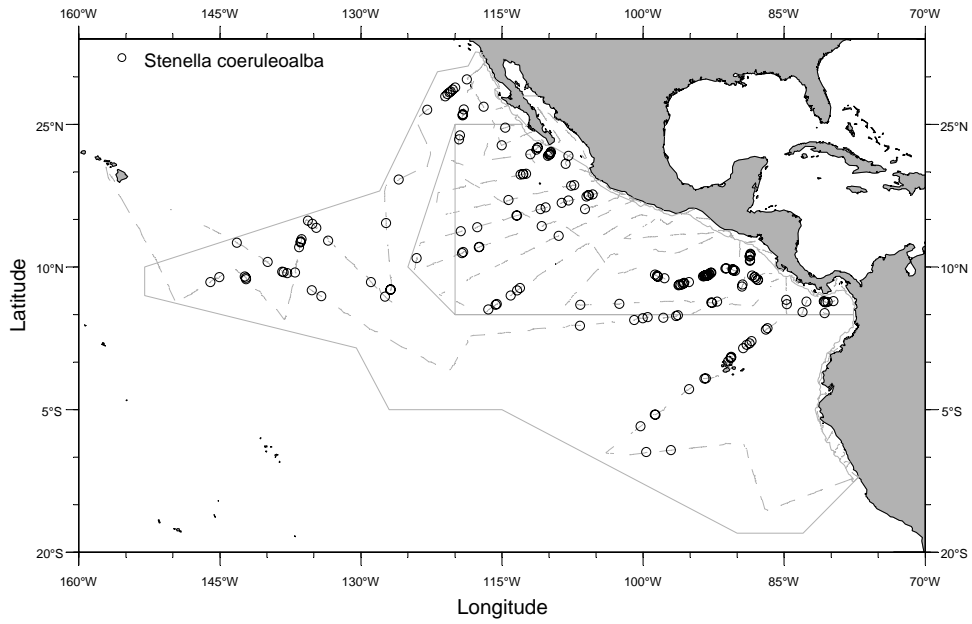 160°W 145°W 130°W 115°W 100°W 85°W 70°W
Stenella coeruleoalba
25°N 25°N
10°N 10°N
Latitude
5°S 5°S
20°S 20°S
160°W 145°W 130°W 115°W 100°W 85°W 70°W
Longitude